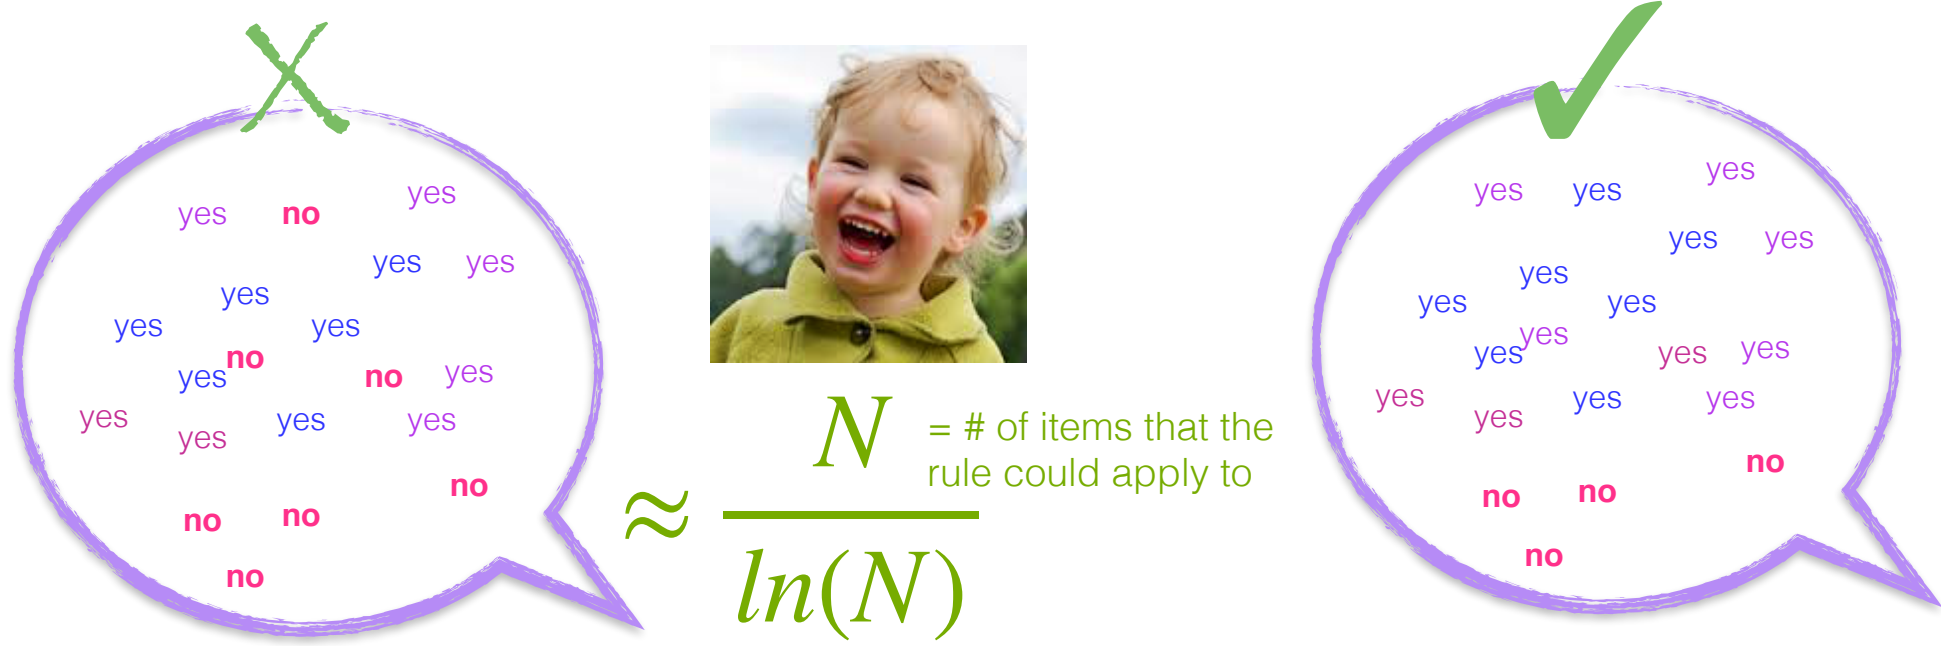 yes no yes
yes yes
yes
yes yes
no
yes no yes
yes yes yes
yes
no
no no
no
N = # of items that the
rule could apply to
≈
ln(N)
yes yes yes
yes yes
yes
yes yes
yes
yes yes yes
yes yes yes
yes
no
no no
no